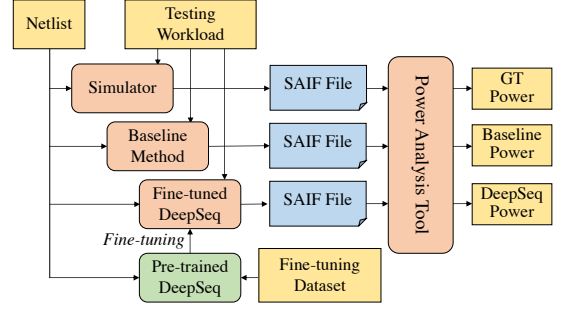 Netlist
Testing
Workload
Simulator
SAIF File
GT
Power
Baseline
Method
SAIF File
Baseline
Power
Fine-tuned
DeepSeq
SAIF File
DeepSeq
Power
Power Analysis Tool
Fine-tuning
Pre-trained
DeepSeq
Fine-tuning
Dataset